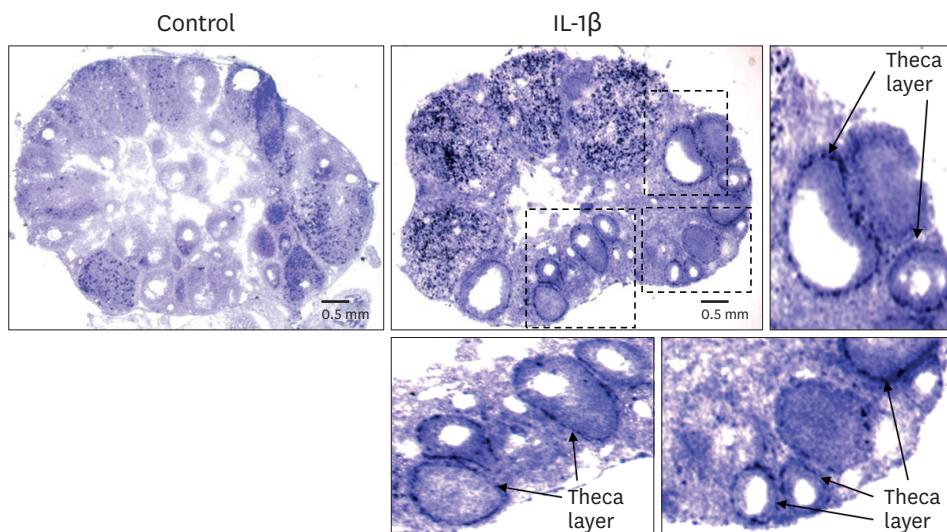 Control
IL-1β
0.5 mm
0.5 mm
Theca
layer
Theca
layer
Theca
layer